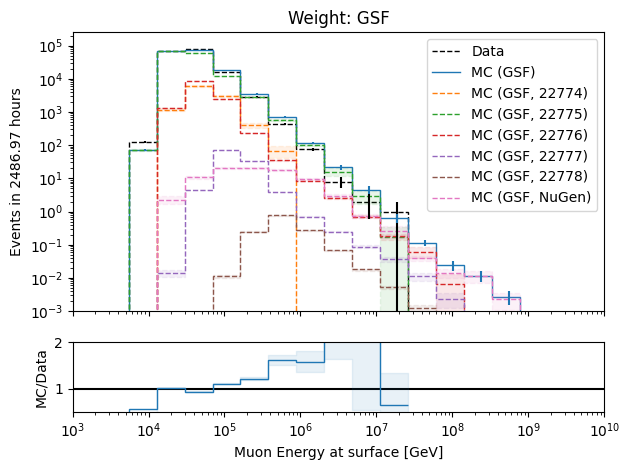 Weight: GSF
Events in 2486.97 hours
10^5
10^4
10^3
10^2
10^1
10^0
10^-1
10^-2
10^-3
Data
MC (GSF)
MC (GSF, 22774)
MC (GSF, 22775)
MC (GSF, 22776)
MC (GSF, 22777)
MC (GSF, 22778)
MC (GSF, NuGen)
MC/Data
2
1
10^3 10^4 10^5 10^6 10^7 10^8 10^9 10^10
Muon Energy at surface [GeV]